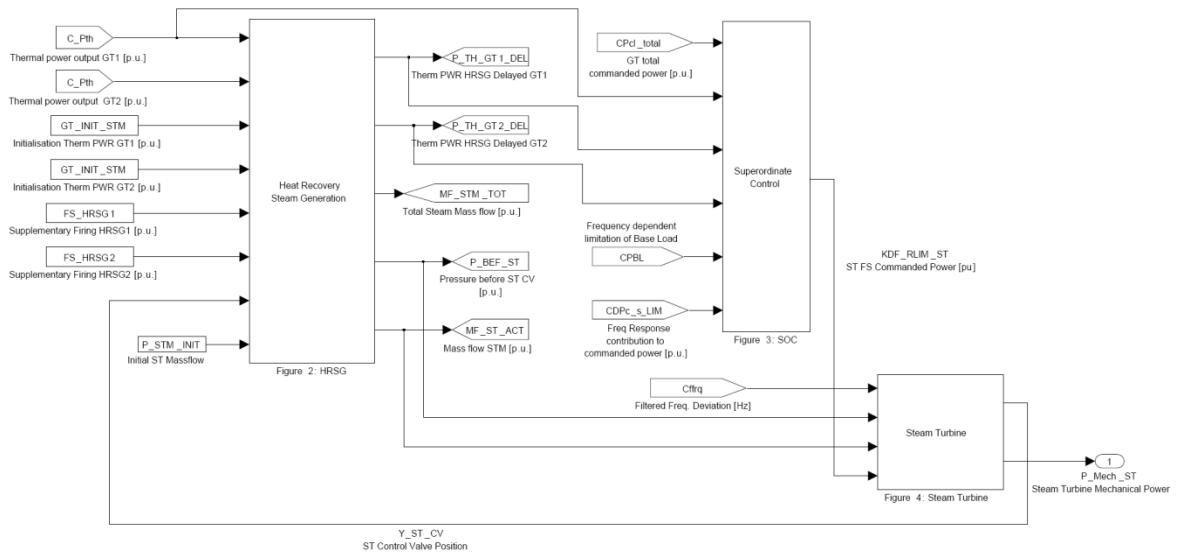 C_Pth
Thermal power output GT1 [p.u.]
C_Pth
Thermal power output GT2 [p.u.]
GT_INIT_STM
Initialisation Therm PWR GT1 [p.u.]
GT_INIT_STM
Initialisation Therm PWR GT2 [p.u.]
FS_HRSG1
Supplementary Firing HRSG1 [p.u.]
FS_HRSG2
Supplementary Firing HRSG2 [p.u.]
P_STM_INIT
Initial ST Massflow
Heat Recovery
Steam Generation
Figure 2: HRSG
P_TH_GT1_DEL
Therm PWR HRSG Delayed GT1
P_TH_GT2_DEL
Therm PWR HRSG Delayed GT2
MF_STM_TOT
Total Steam Mass flow [p.u.]
P_BEF_ST
Pressure before ST CV
[p.u.]
MF_ST_ACT
Mass flow STM [p.u.]
CPcl_total
GT total
commanded power [p.u.]
Frequency dependent
limitation of Base Load
CPBL
CDPc_s_LIM
Freq Response
contribution to
commanded power [p.u.]
Superordinate
Control
Figure 3: SOC
KDF_RLIM_ST
ST FS Commanded Power [pu]
Cffrq
Filtered Freq. Deviation [Hz]
Steam Turbine
Figure 4: Steam Turbine
1
P_Mech_ST
Steam Turbine Mechanical Power
Y_ST_CV
ST Control Valve Position